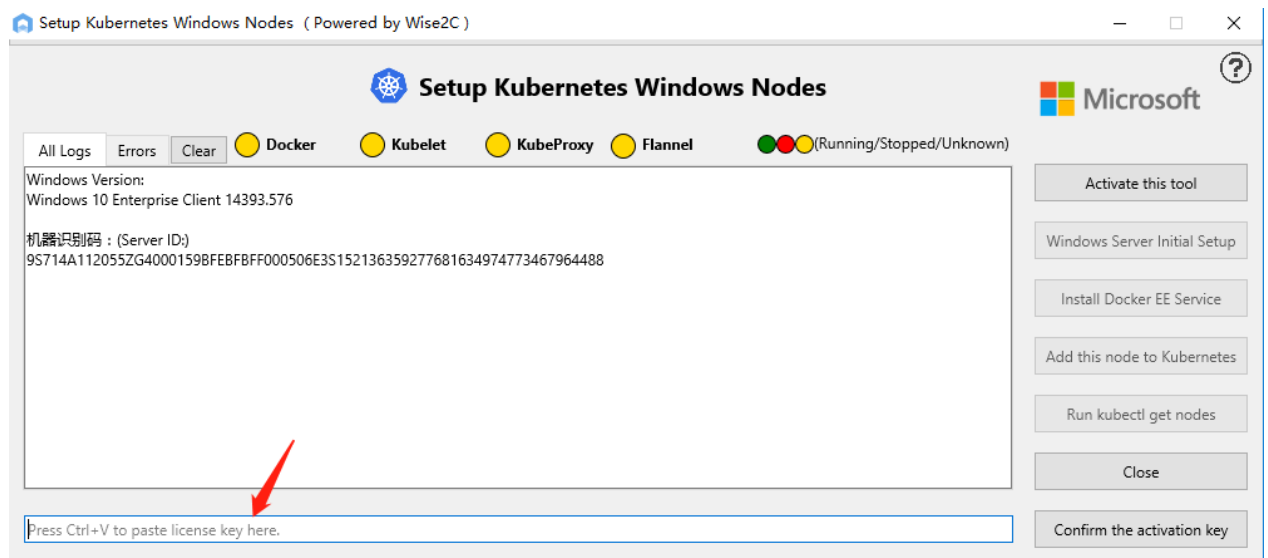 Setup Kubernetes Windows Nodes （Powered by Wise2C）
Setup Kubernetes Windows Nodes
?
Microsoft
All Logs Errors Clear Docker Kubelet KubeProxy Flannel (Running/Stopped/Unknown)
Windows Version:
Windows 10 Enterprise Client 14393.576
机器识别码：(Server ID:)
9S714A112055ZG4000159BFEBFBFF000506E3S152136359277681634974773467964488
Activate this tool
Windows Server Initial Setup
Install Docker EE Service
Add this node to Kubernetes
Run kubectl get nodes
Close
Press Ctrl+V to paste license key here.
Confirm the activation key